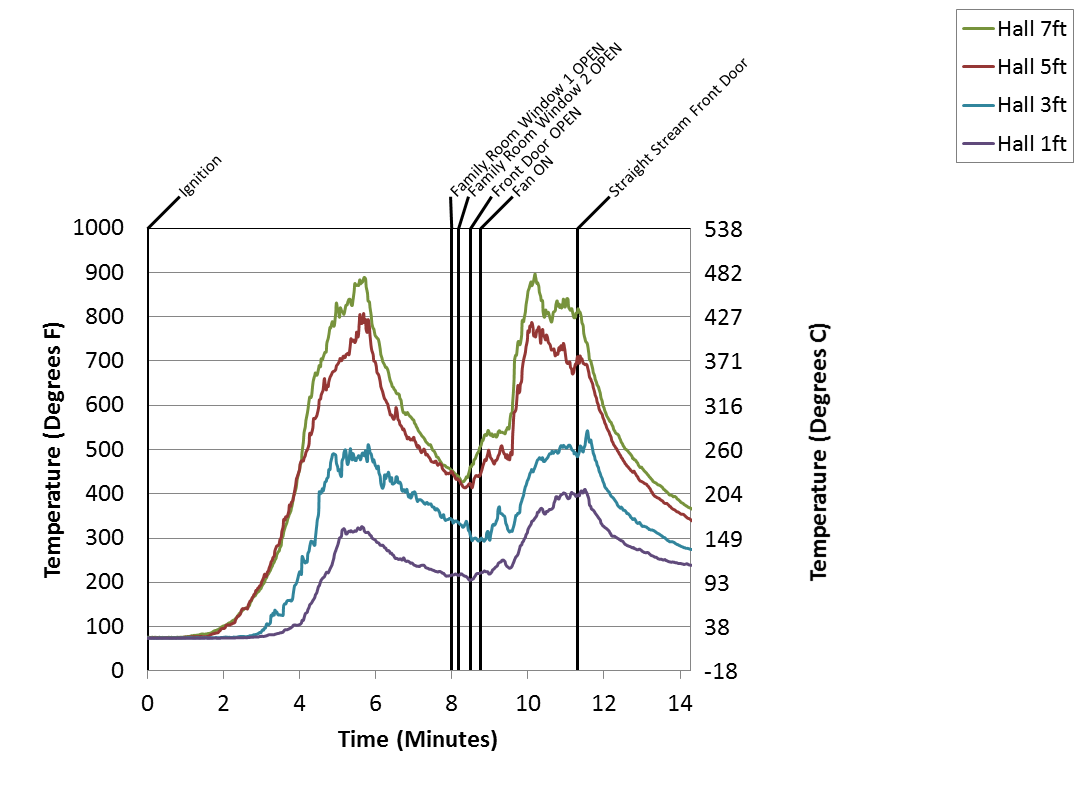 Hall 7ft
Hall 5ft
Hall 3ft
Hall 1ft
Ignition
Family Room Window 1 OPEN
Family Room Window 2 OPEN
Front Door OPEN
Fan ON
Straight Stream Front Door
Temperature (Degrees F)
1000
900
800
700
600
500
400
300
200
100
0
538
482
427
371
316
260
204
149
93
38
-18
Temperature (Degrees C)
0
2
4
6
8
10
12
14
Time (Minutes)